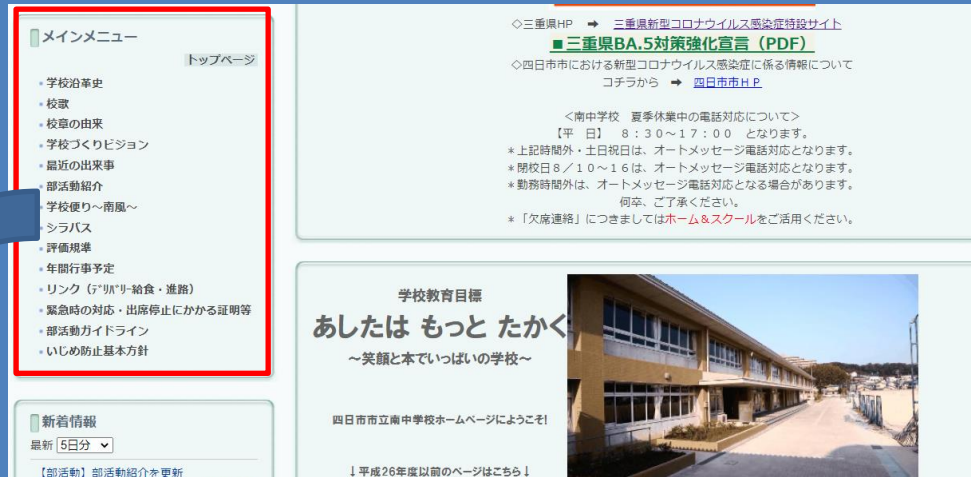 メインメニュー
トップページ
学校沿革史
校歌
校章の由来
学校づくりビジョン
最近の出来事
部活動紹介
学校便り～南風～
シラバス
評価規準
年間行事予定
リンク（ﾃﾞﾘﾊﾞﾘｰ給食・進路）
緊急時の対応・出席停止にかかる証明等
部活動ガイドライン
いじめ防止基本方針
新着情報
最新 5日分
【部活動】部活動紹介を更新
◇三重県HP ➡ 三重県新型コロナウイルス感染症特設サイト
■三重県BA.5対策強化宣言（PDF）
◇四日市市における新型コロナウイルス感染症に係る情報について
コチラから ➡ 四日市市ＨＰ
＜南中学校 夏季休業中の電話対応について＞
【平 日】 ８：３０～１７：００ となります。
＊上記時間外・土日祝日は、オートメッセージ電話対応となります。
＊閉校日８／１０～１６は、オートメッセージ電話対応となります。
＊勤務時間外は、オートメッセージ電話対応となる場合があります。
何卒、ご了承ください。
＊「欠席連絡」につきましてはホーム＆スクールをご活用ください。
学校教育目標
あしたは もっと たかく
～笑顔と本でいっぱいの学校～
四日市市立南中学校ホームページにようこそ!
↓平成26年度以前のページはこちら↓